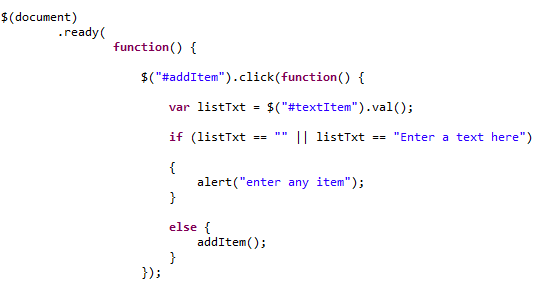 $(document)
.ready(
function() {
$("#addItem").click(function() {
var listTxt = $("#textItem").val();
if (listTxt == "" || listTxt == "Enter a text here")
{
alert("enter any item");
}
else {
addItem();
}
});